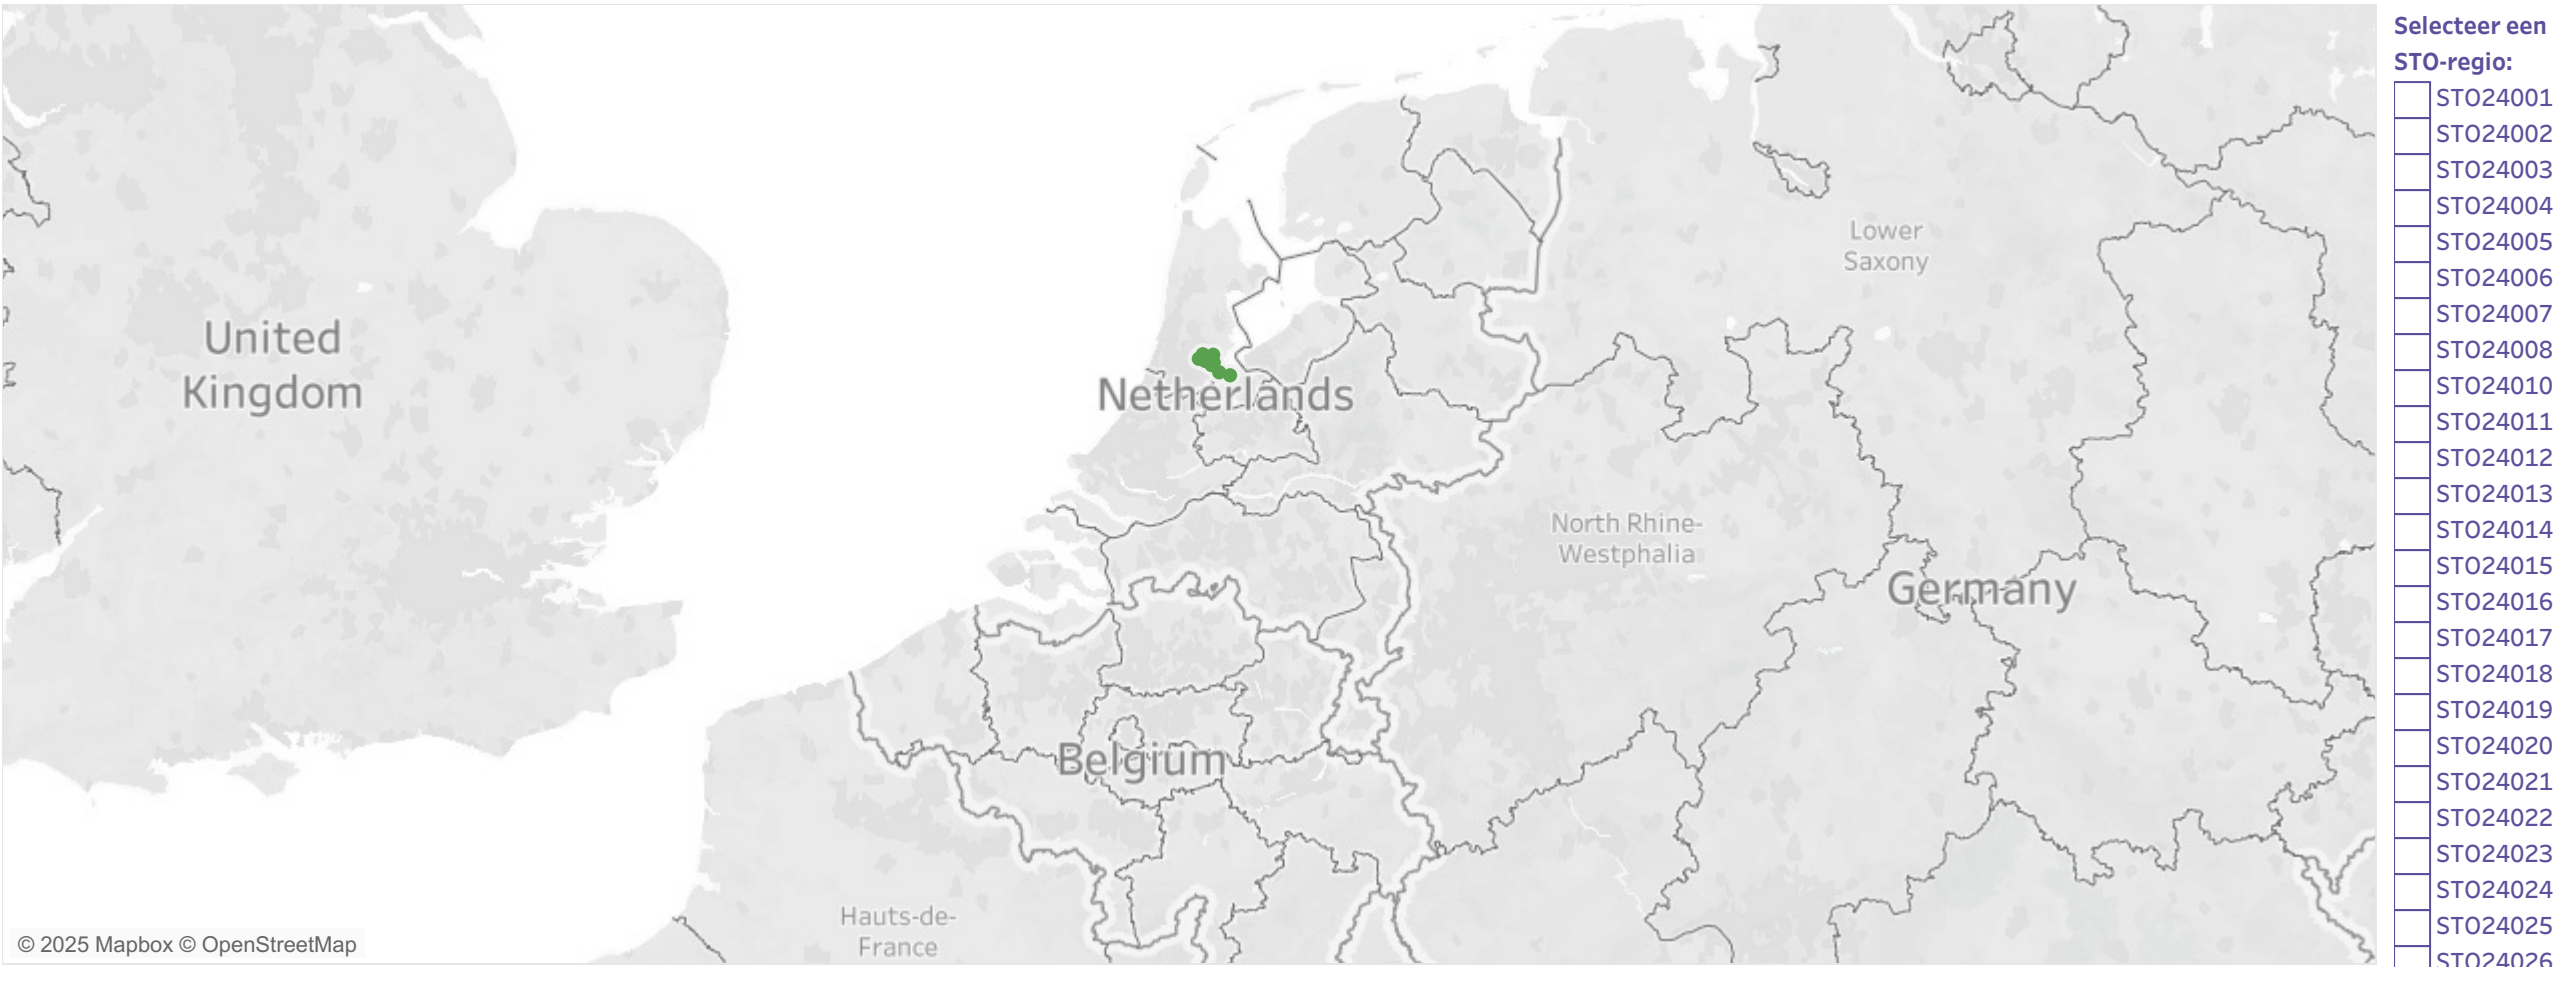 United
Kingdom
Netherlands
Lower
Saxony
North Rhine-
Westphalia
Germany
Belgium
Hauts-de-
France
© 2025 Mapbox © OpenStreetMap
Selecteer een
STO-regio:
STO24001
STO24002
STO24003
STO24004
STO24005
STO24006
STO24007
STO24008
STO24010
STO24011
STO24012
STO24013
STO24014
STO24015
STO24016
STO24017
STO24018
STO24019
STO24020
STO24021
STO24022
STO24023
STO24024
STO24025
STO24026